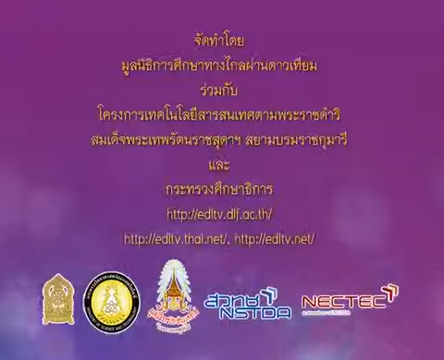 จัดทำโดย
มูลนิธิการศึกษาทางไกลผ่านดาวเทียม
ร่วมกับ
โครงการเทคโนโลยีสารสนเทศตามพระราชดำริ
สมเด็จพระเทพรัตนราชสุดาฯ สยามบรมราชกุมารี
และ
กระทรวงศึกษาธิการ
http://edltv.dlf.ac.th/
http://edltv.thai.net/, http://edltv.net/
สวทช NECTEC
NSTDA